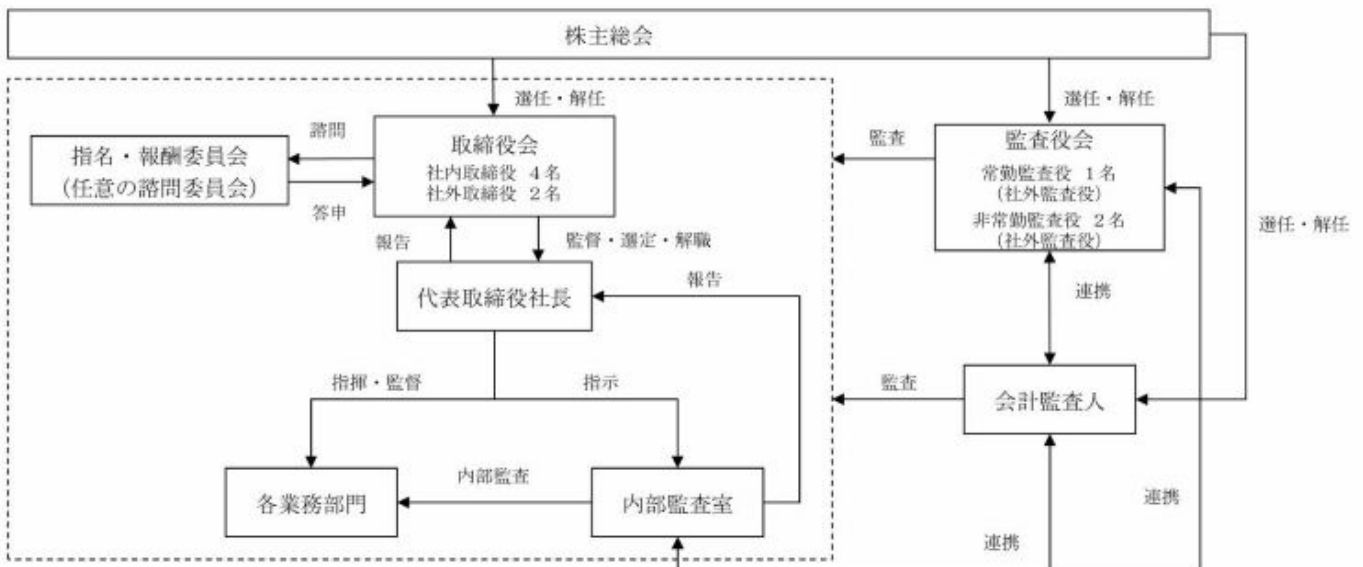 株主総会
選任・解任
選任・解任
諮問
指名・報酬委員会
(任意の諮問委員会)
答申
取締役会
社内取締役 4名
社外取締役 2名
監査
監査役会
常勤監査役 1名
(社外監査役)
非常勤監査役 2名
(社外監査役)
選任・解任
報告
監督・選定・解職
代表取締役社長
報告
連携
指揮・監督
指示
監査
会計監査人
各業務部門
内部監査
内部監査室
連携
連携